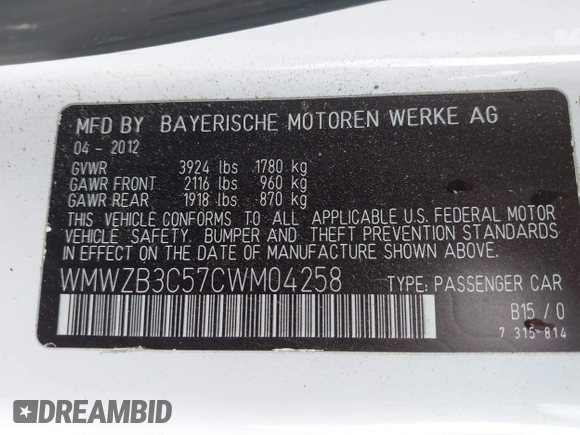 MFD BY BAYERISCHE MOTOREN WERKE AG
04 - 2012
GVWR 3924 lbs 1780 kg
GAWR FRONT 2116 lbs 960 kg
GAWR REAR 1918 lbs 870 kg
THIS VEHICLE CONFORMS TO ALL APPLICABLE U.S. FEDERAL MOTOR
VEHICLE SAFETY, BUMPER, AND THEFT PREVENTION STANDARDS
IN EFFECT ON THE DATE OF MANUFACTURE SHOWN ABOVE.
WMWZB3C57CWM04258 TYPE: PASSENGER CAR
B15 / 0
7 315 814
DREAMBID